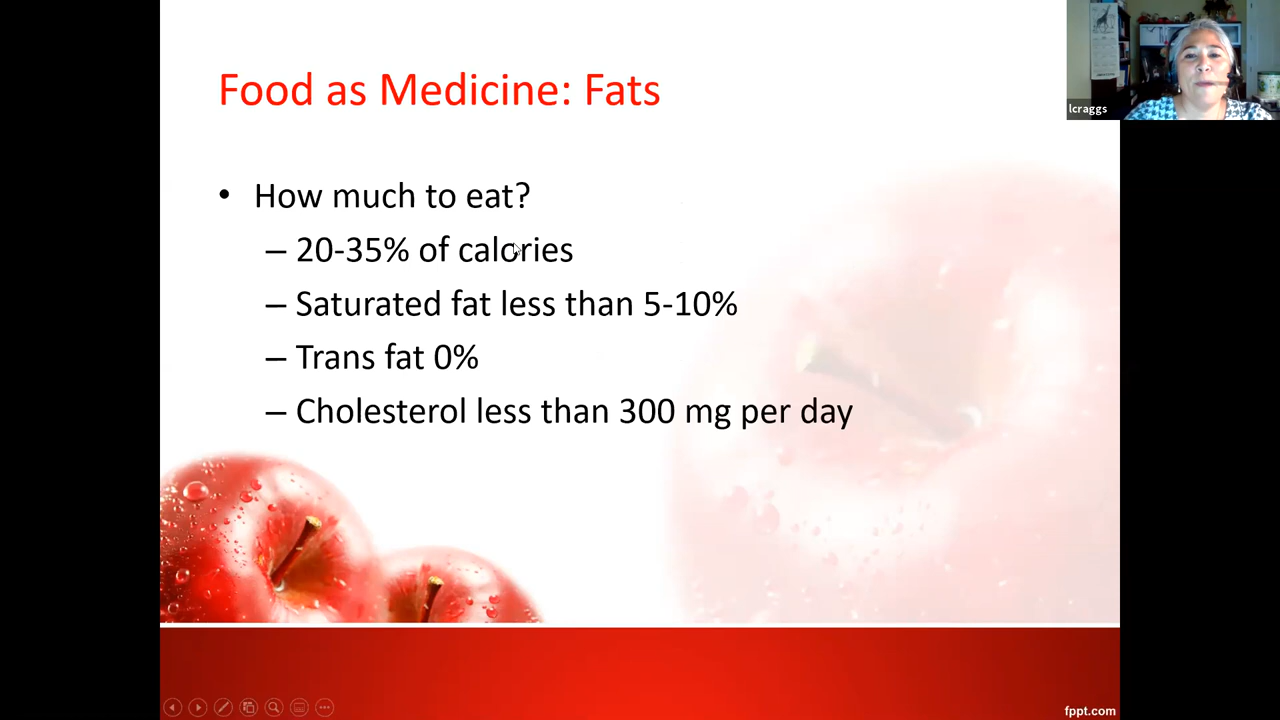 Food as Medicine: Fats
lcraggs
• How much to eat?
– 20-35% of calories
– Saturated fat less than 5-10%
– Trans fat 0%
– Cholesterol less than 300 mg per day
fppt.com